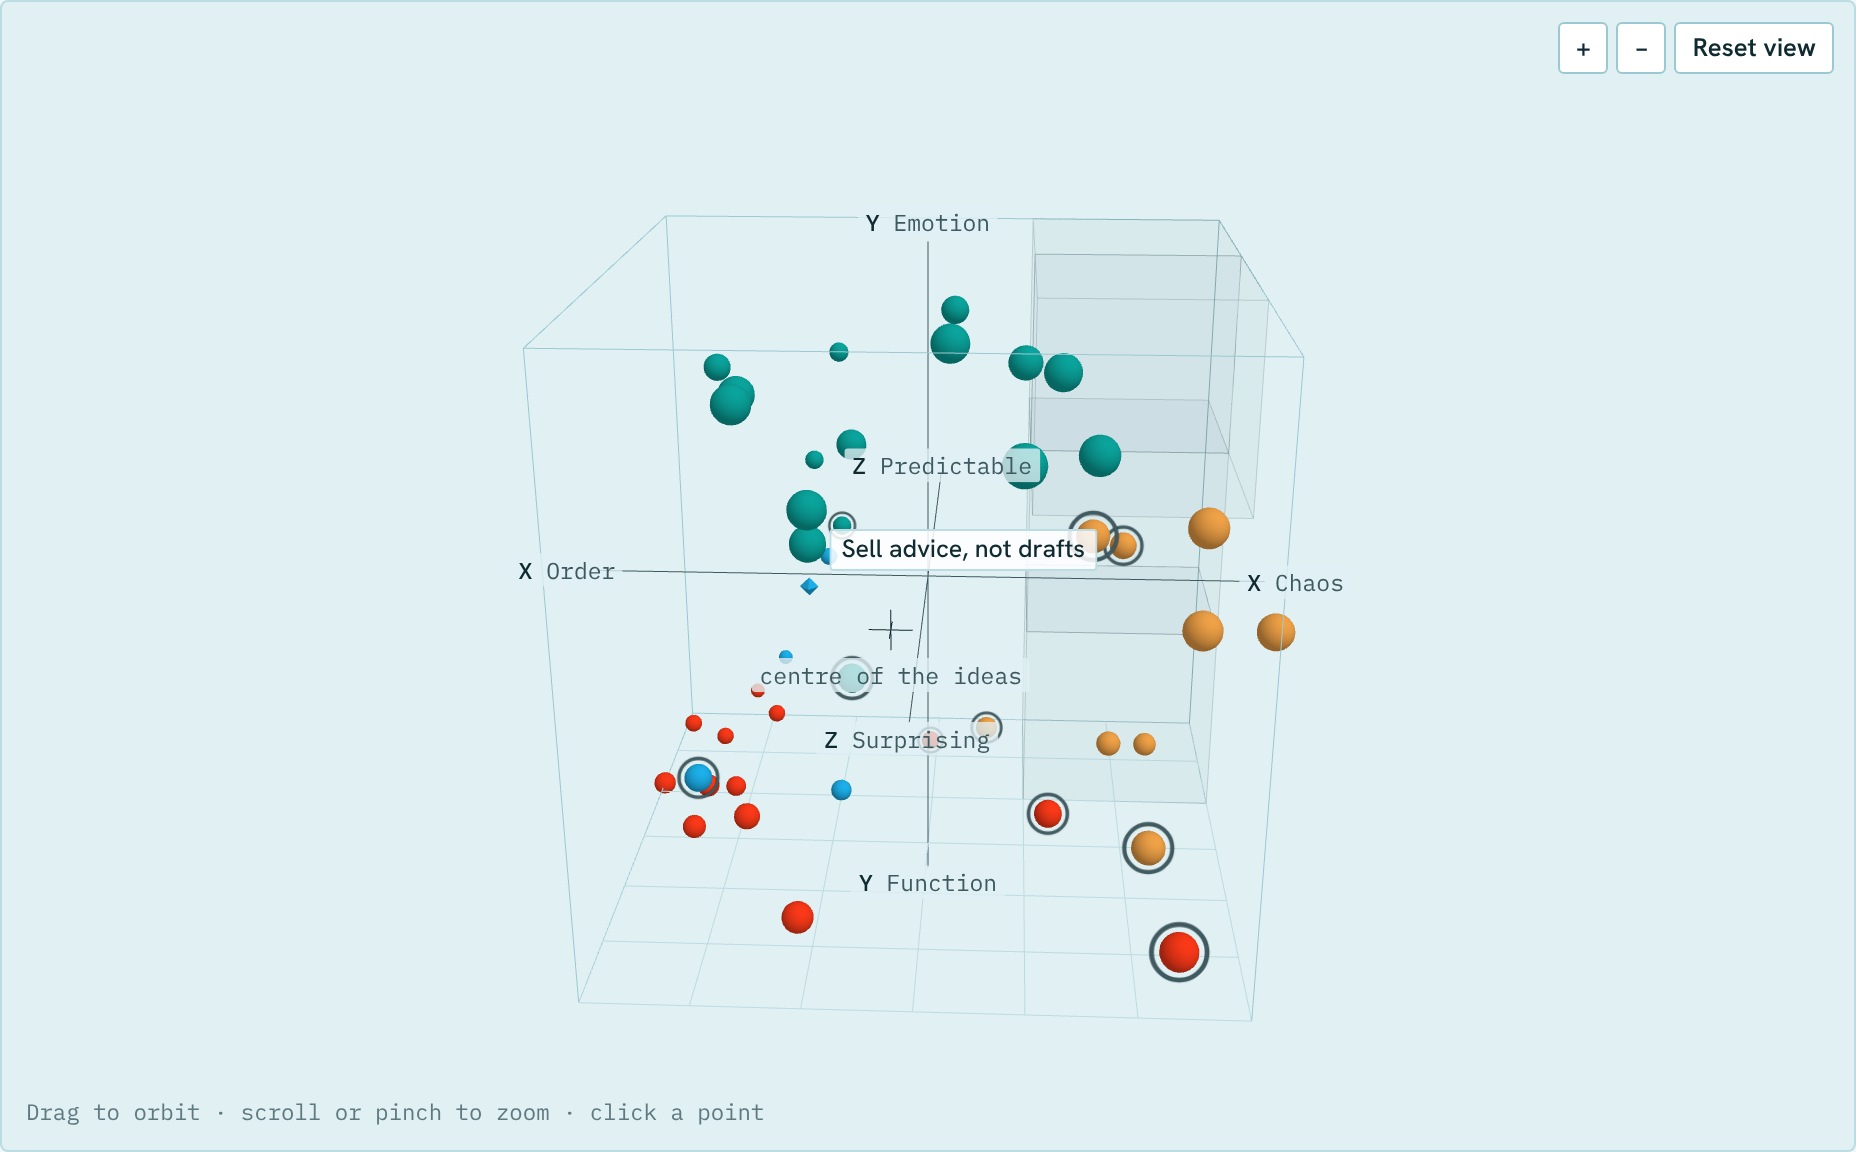 +
–
Reset view
Y Emotion
Z Predictable
Sell advice, not drafts
X Order
X Chaos
centre of the ideas
Z Surprising
Y Function
Drag to orbit · scroll or pinch to zoom · click a point